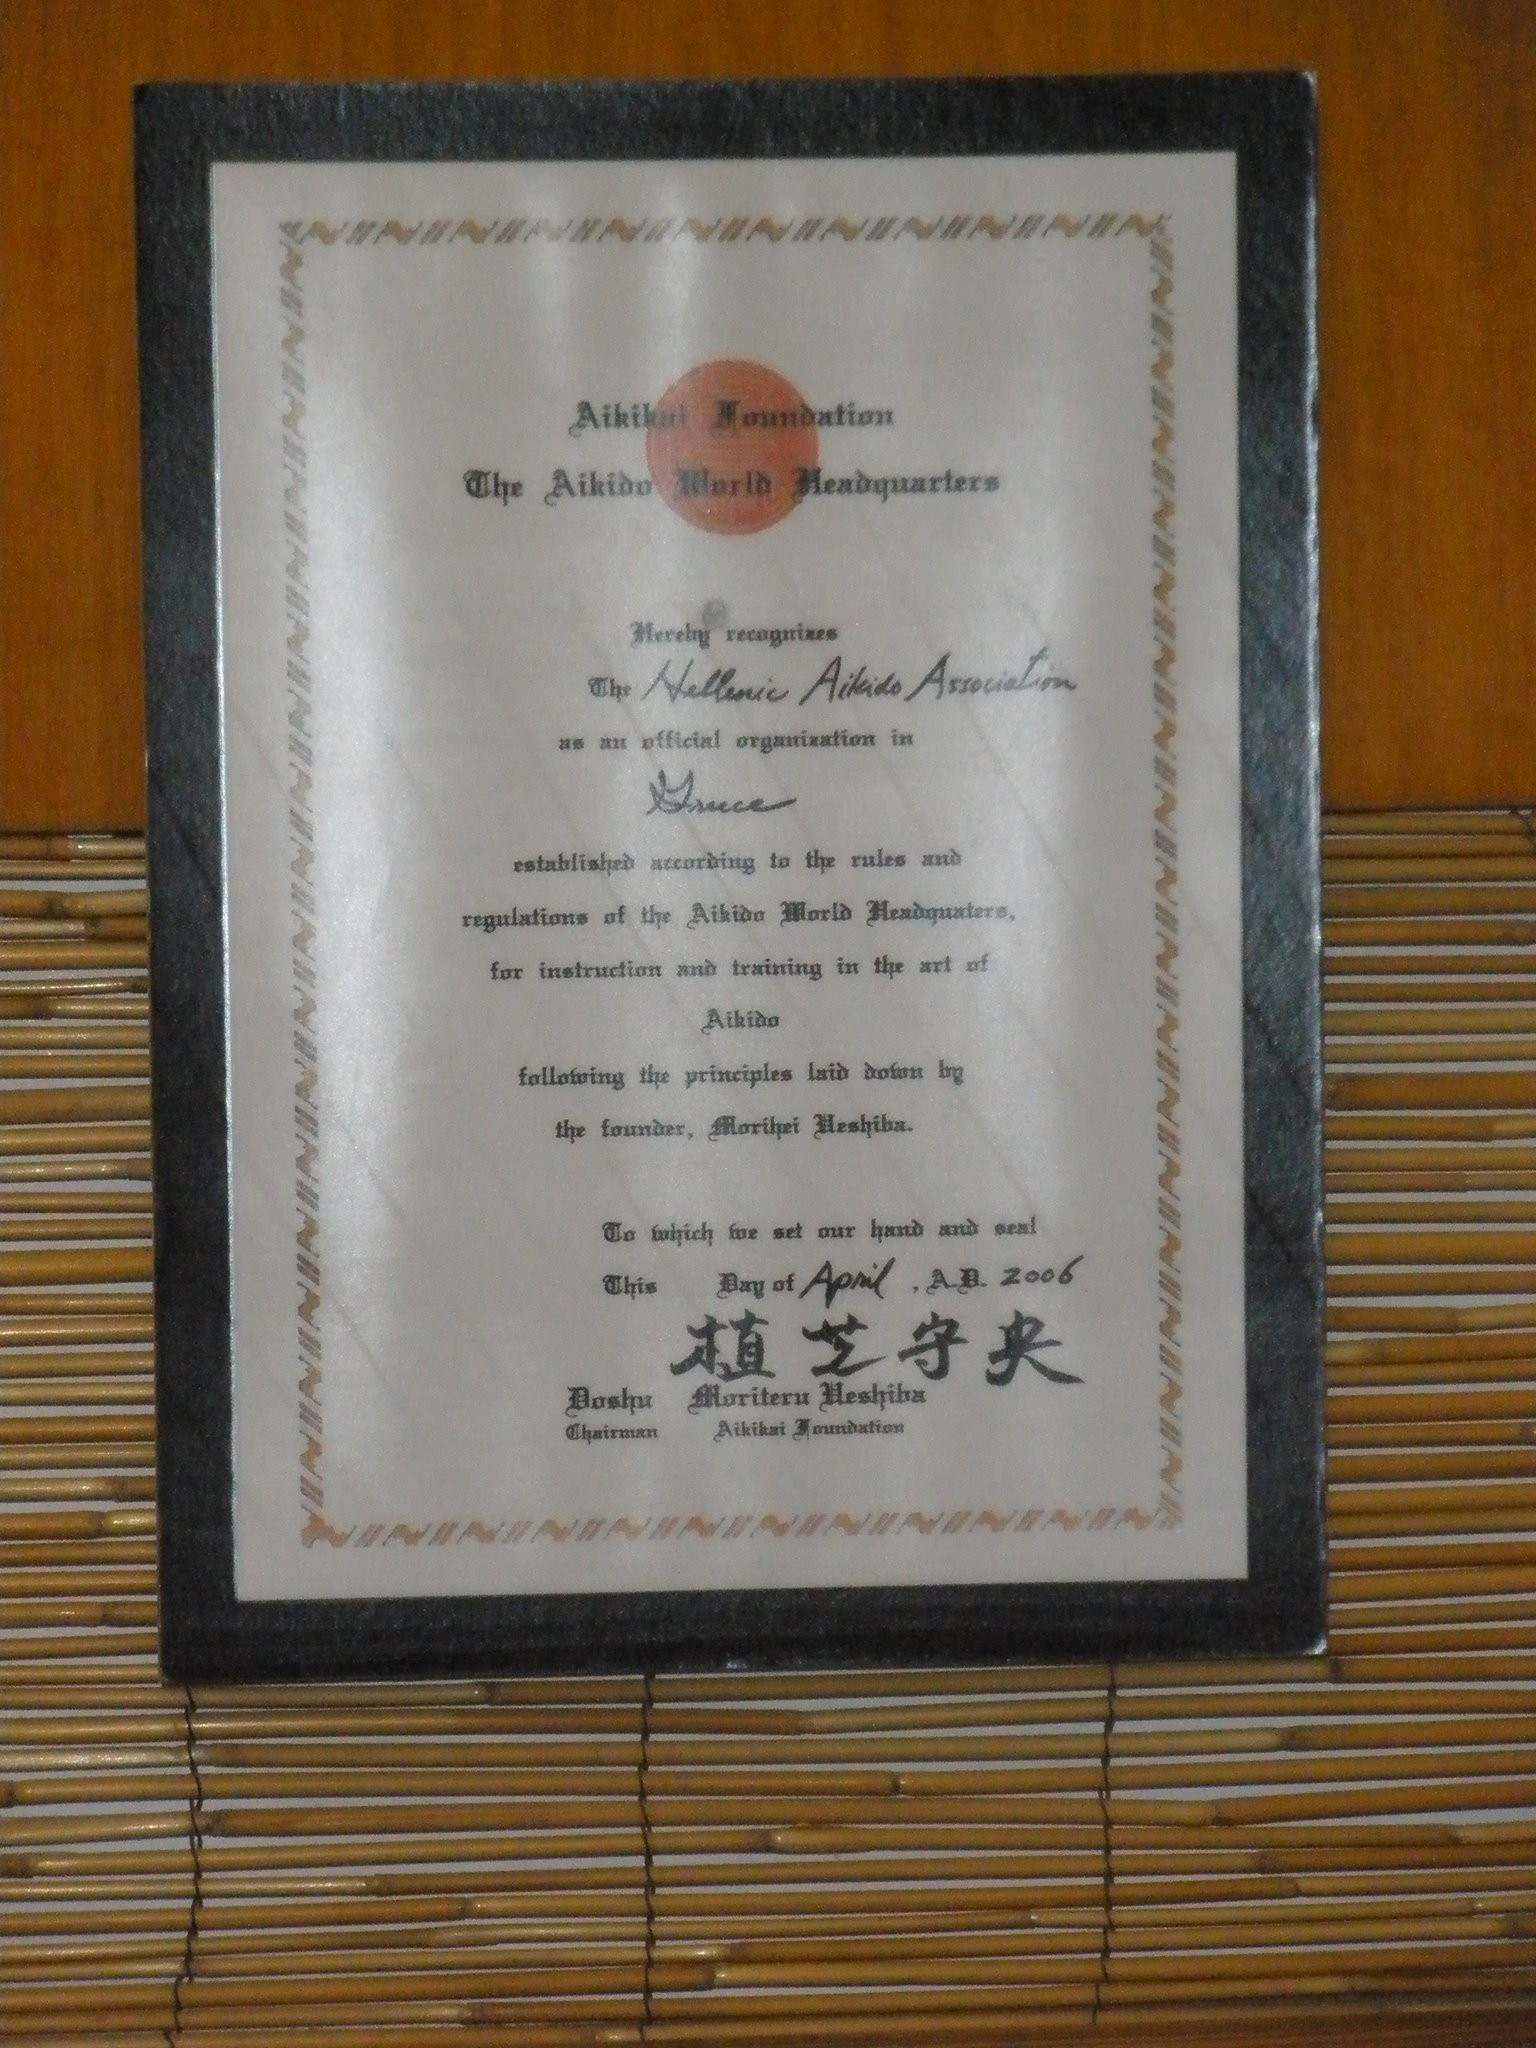 Aikikai Foundation
The Aikido World Headquarters
Hereby recognizes
The Hellenic Aikido Association
as an official organization in
Greece
established according to the rules and
regulations of the Aikido World Headquaters,
for instruction and training in the art of
Aikido
following the principles laid down by
the founder, Morihei Ueshiba.
To which we set our hand and seal
This Day of April , A.D. 2006
植芝守央
Doshu Moriteru Ueshiba
Chairman Aikikai Foundation